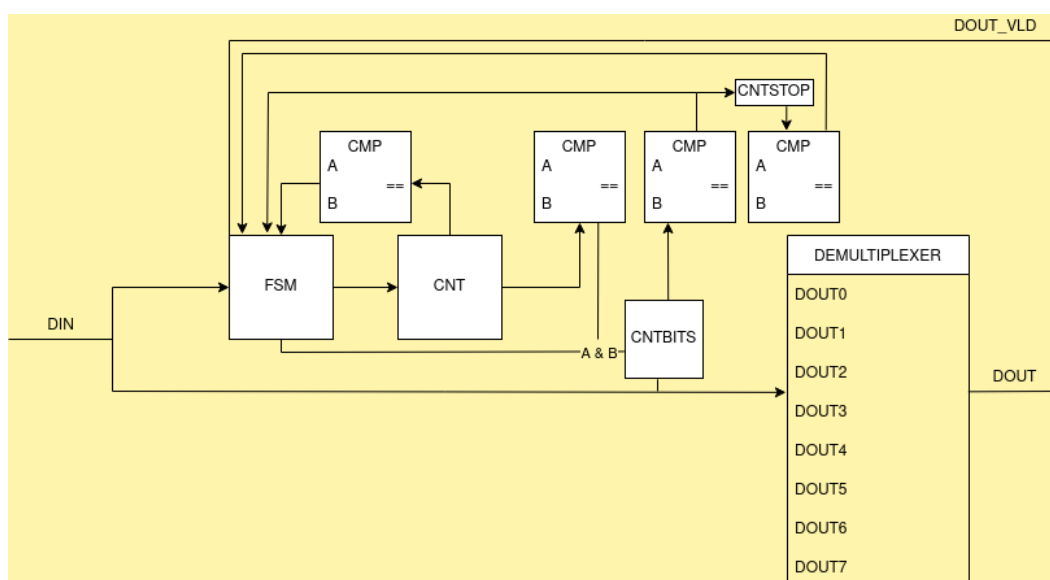 DOUT_VLD
CNTSTOP
CMP
A
==
B
CMP
A
==
B
CMP
A
==
B
CMP
A
==
B
FSM
CNT
DEMULTIPLEXER
DOUT0
DIN
CNTBITS
DOUT1
A & B
DOUT2
DOUT
DOUT3
DOUT4
DOUT5
DOUT6
DOUT7